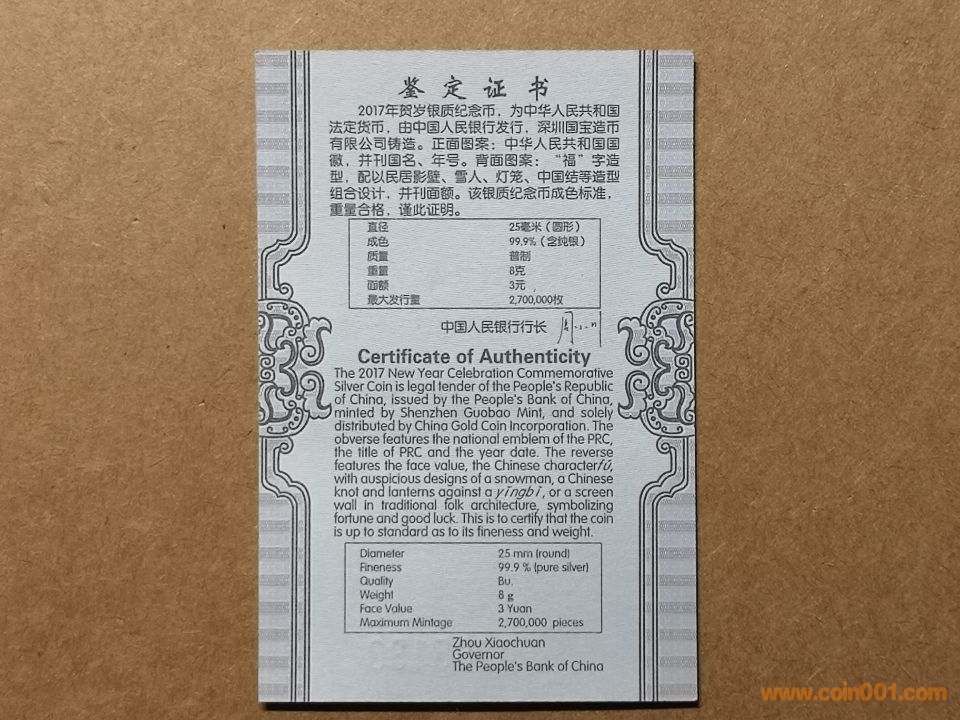 鉴定证书
2017年贺岁银质纪念币，为中华人民共和国
法定货币，由中国人民银行发行，深圳国宝造币
有限公司铸造。正面图案：中华人民共和国国
徽，并刊国名、年号。背面图案：“福”字造
型，配以民居影壁、雪人、灯笼、中国结等造型
组合设计，并刊面额。该银质纪念币成色标准，
重量合格，谨此证明。
直径 25毫米（圆形）
成色 99.9%（含纯银）
质量 普制
重量 8克
面额 3元
最大发行量 2,700,000枚
中国人民银行行长
Certificate of Authenticity
The 2017 New Year Celebration Commemorative
Silver Coin is legal tender of the People's Republic
of China, issued by the People's Bank of China,
minted by Shenzhen Guobao Mint, and solely
distributed by China Gold Coin Incorporation. The
obverse features the national emblem of the PRC,
the title of PRC and the year date. The reverse
features the face value, the Chinese character fú,
with auspicious designs of a snowman, a Chinese
knot and lanterns against a yǐngbì, or a screen
wall in traditional folk architecture, symbolizing
fortune and good luck. This is to certify that the coin
is up to standard as to its fineness and weight.
Diameter 25 mm (round)
Fineness 99.9 % (pure silver)
Quality Bu.
Weight 8 g
Face Value 3 Yuan
Maximum Mintage 2,700,000 pieces
Zhou Xiaochuan
Governor
The People's Bank of China
www.coin001.com